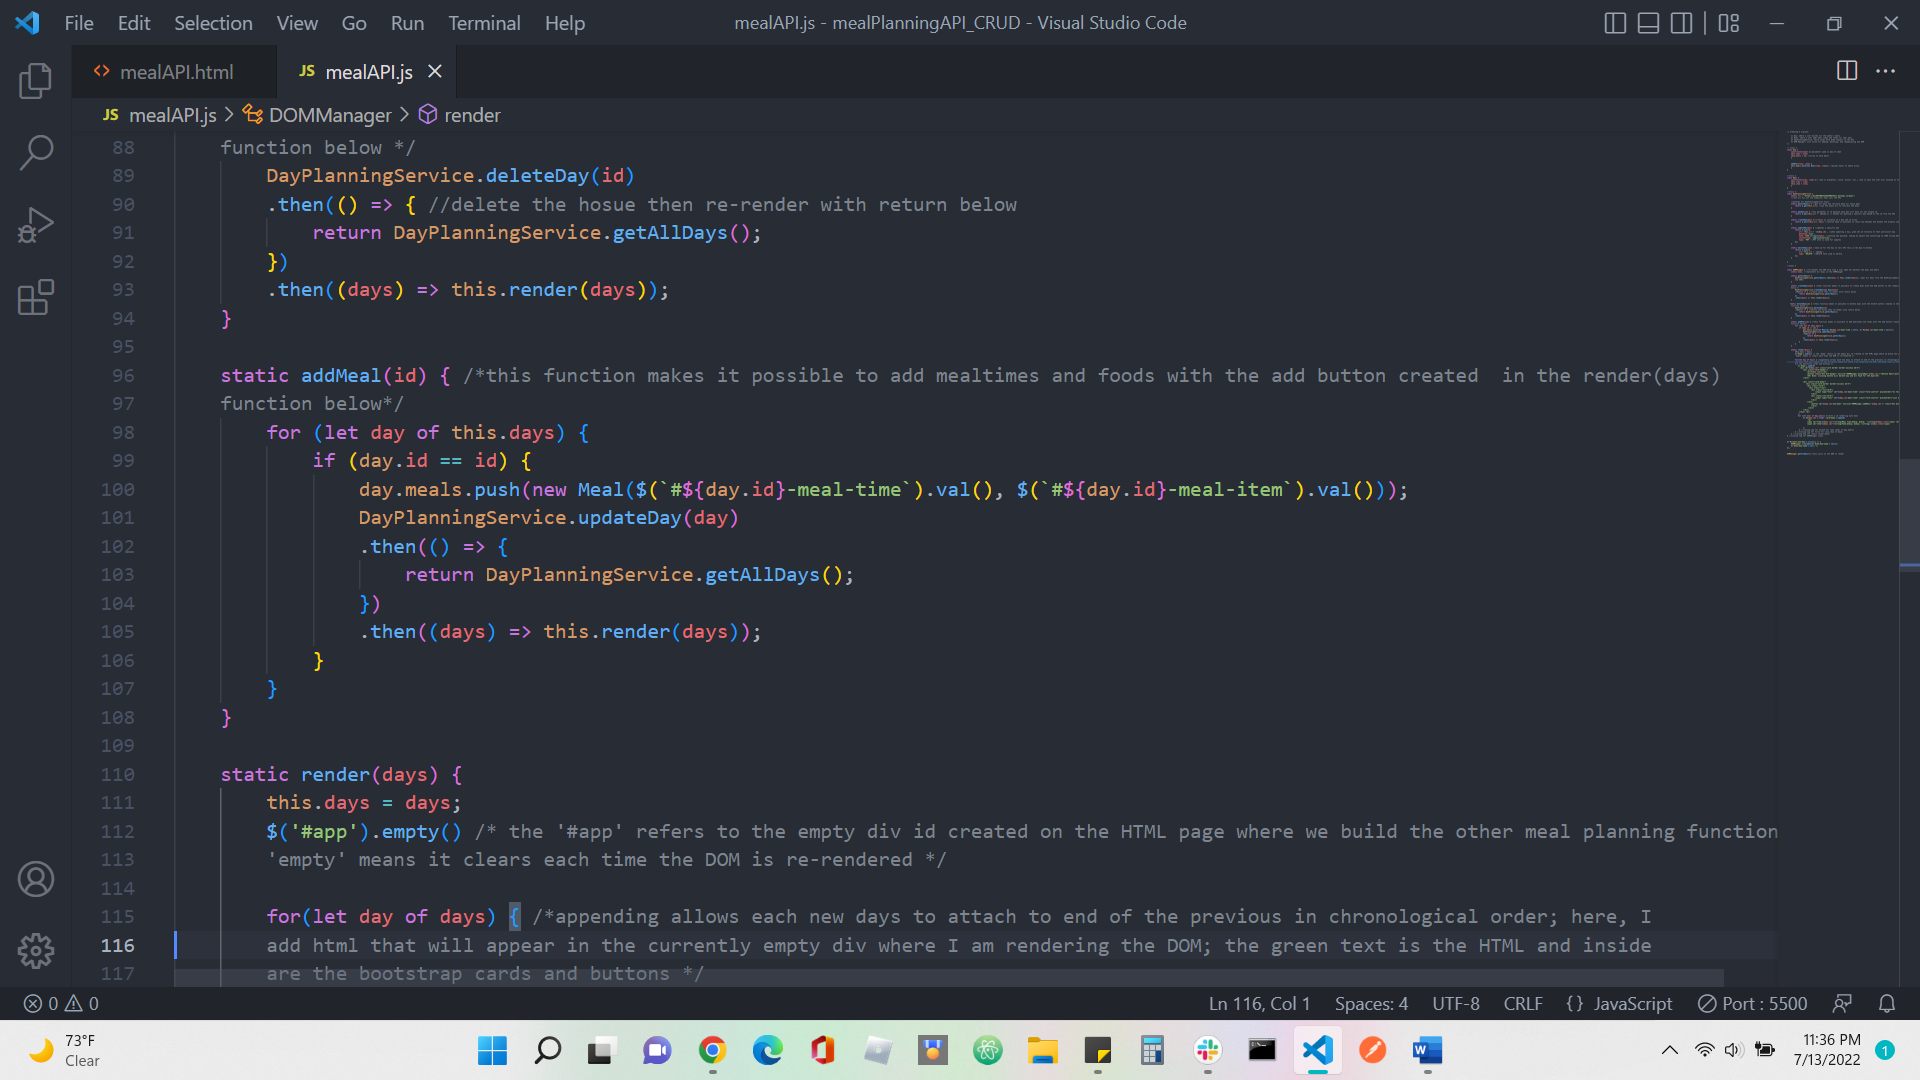 File Edit Selection View Go Run Terminal Help
mealAPI.js - mealPlanningAPI_CRUD - Visual Studio Code
<> mealAPI.html JS mealAPI.js
JS mealAPI.js > DOMManager > render
88 function below */
89 DayPlanningService.deleteDay(id)
90 .then(() => { //delete the hosue then re-render with return below
91 return DayPlanningService.getAllDays();
92 })
93 .then((days) => this.render(days));
94 }
95
96 static addMeal(id) { /*this function makes it possible to add mealtimes and foods with the add button created  in the render(days)
97 function below*/
98 for (let day of this.days) {
99 if (day.id == id) {
100 day.meals.push(new Meal($(`#${day.id}-meal-time`).val(), $(`#${day.id}-meal-item`).val()));
101 DayPlanningService.updateDay(day)
102 .then(() => {
103 return DayPlanningService.getAllDays();
104 })
105 .then((days) => this.render(days));
106 }
107 }
108 }
109
110 static render(days) {
111 this.days = days;
112 $('#app').empty() /* the '#app' refers to the empty div id created on the HTML page where we build the other meal planning function
113 'empty' means it clears each time the DOM is re-rendered */
114
115 for(let day of days) { /*appending allows each new days to attach to end of the previous in chronological order; here, I
116 add html that will appear in the currently empty div where I am rendering the DOM; the green text is the HTML and inside
117 are the bootstrap cards and buttons */
0 0 Ln 116, Col 1 Spaces: 4 UTF-8 CRLF {} JavaScript Port : 5500
73°F
Clear
11:36 PM
7/13/2022
1